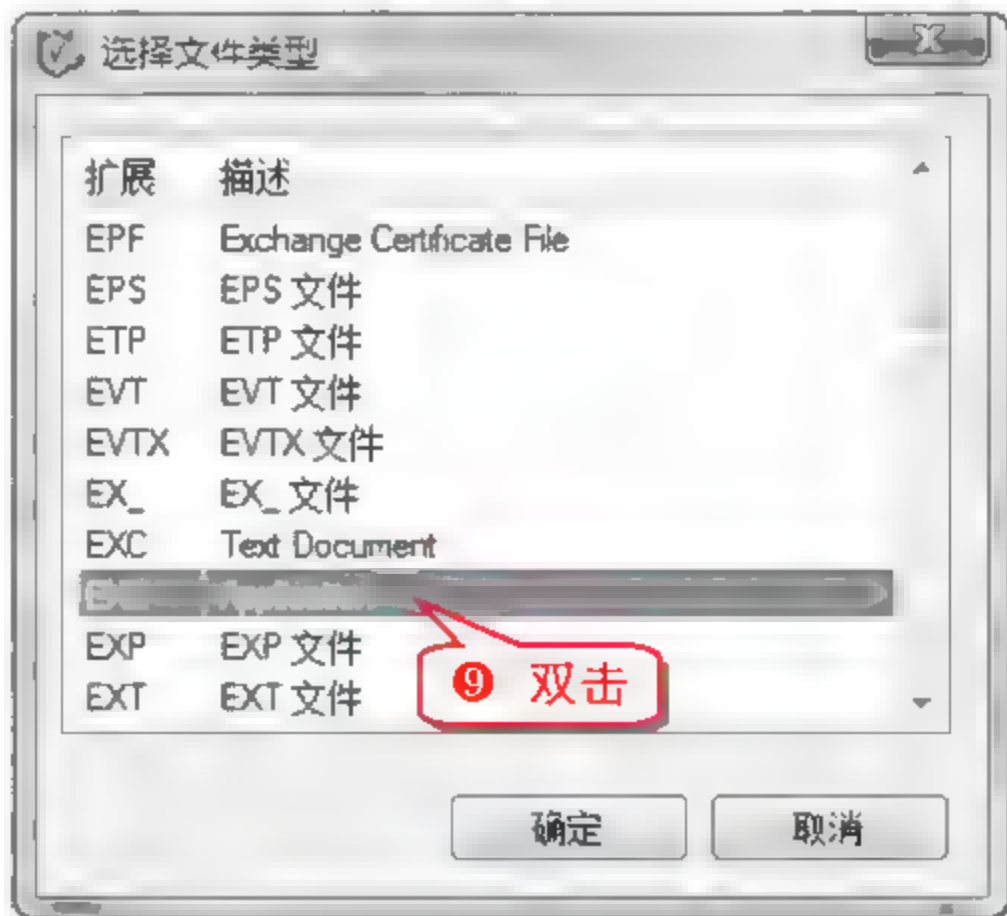 选择文件类型
扩展 描述
EPF Exchange Certificate File
EPS EPS 文件
ETP ETP 文件
EVT EVT 文件
EVTX EVTX 文件
EX_ EX_ 文件
EXC Text Document
EXP EXP 文件
EXT EXT 文件
❾ 双击
确定 取消